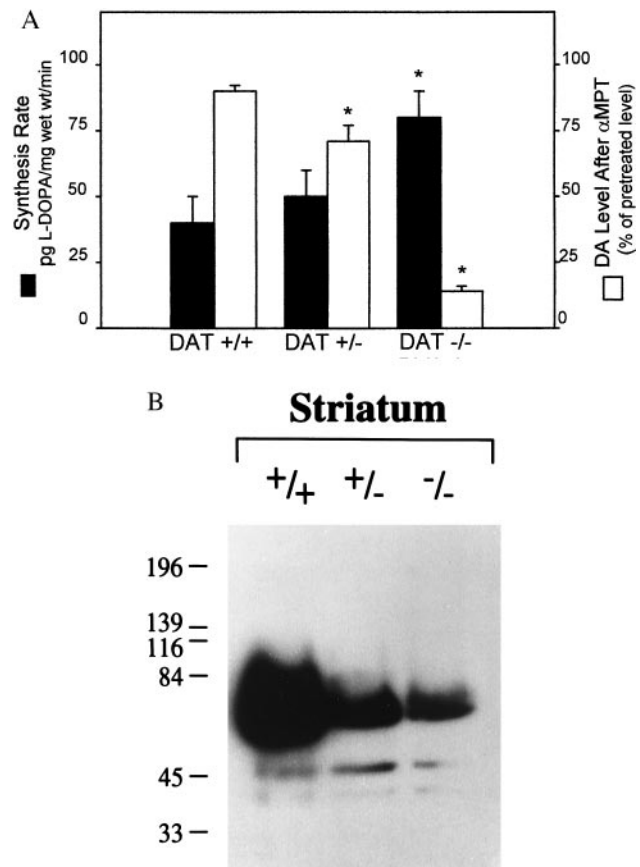 A
Synthesis Rate
pg L-DOPA/mg wet wt/min
100
75
50
25
0
*
*
*
100
75
50
25
0
DA Level After αMPT
(% of pretreated level)
DAT +/+
DAT +/-
DAT -/-
B
Striatum
+/+
+/-
-/-
196
139
116
84
45
33